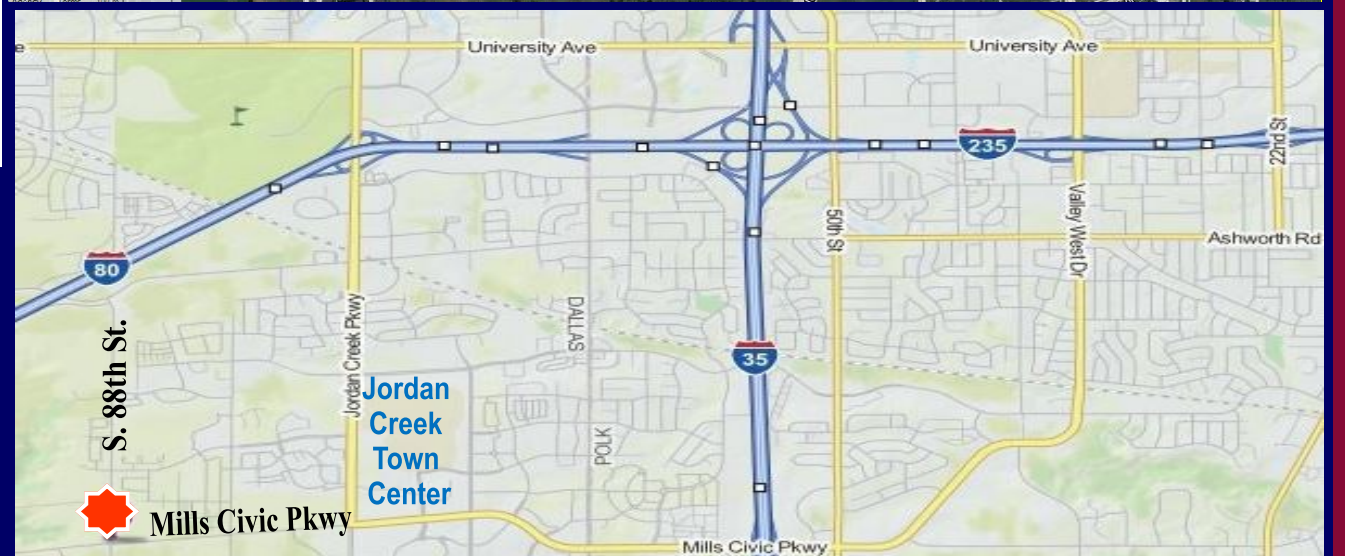 e
University Ave
University Ave
235
22nd St
50th St
Valley West Dr
Ashworth Rd
80
S. 88th St.
Jordan Creek Pkwy
DALLAS
35
Jordan
Creek
Town
Center
POLK
Mills Civic Pkwy
Mills Civic Pkwy